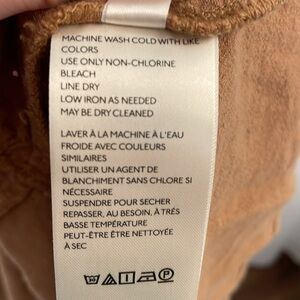 MACHINE WASH COLD WITH LIKE
COLORS
USE ONLY NON-CHLORINE
BLEACH
LINE DRY
LOW IRON AS NEEDED
MAY BE DRY CLEANED
LAVER À LA MACHINE À L'EAU
FROIDE AVEC COULEURS
SIMILAIRES
UTILISER UN AGENT DE
BLANCHIMENT SANS CHLORE SI
NÉCESSAIRE
SUSPENDRE POUR SECHER
REPASSER, AU BESOIN, À TRÉS
BASSE TEMPÉRATURE
PEUT-ÊTRE ÊTRE NETTOYÉE
À SEC